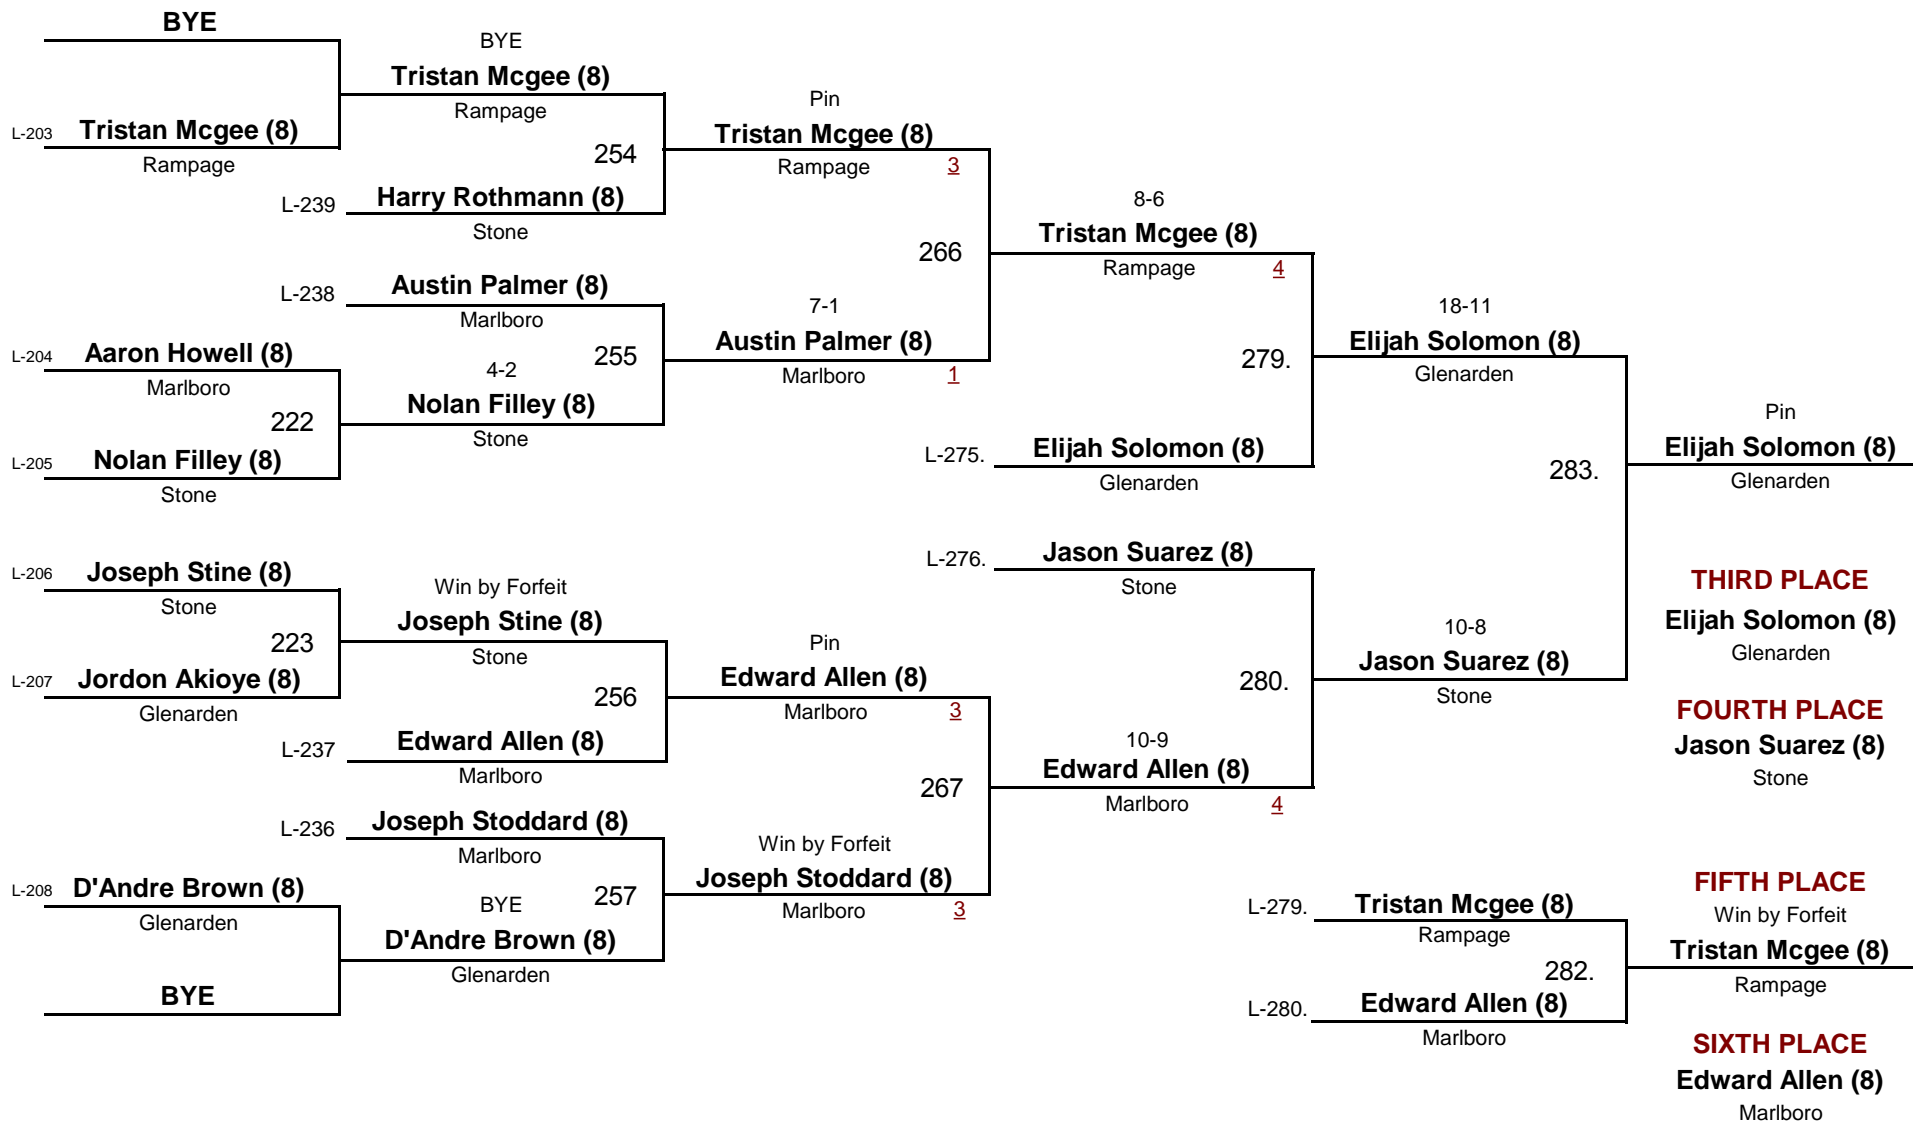 BYE
BYE
Tristan Mcgee (8)
Rampage
L-203 Tristan Mcgee (8)
Rampage
Pin
Tristan Mcgee (8)
Rampage 3
254
L-239 Harry Rothmann (8)
Stone
8-6
Tristan Mcgee (8)
Rampage 4
266
L-238 Austin Palmer (8)
Marlboro
7-1
Austin Palmer (8)
Marlboro 1
255
L-204 Aaron Howell (8)
Marlboro
4-2
Nolan Filley (8)
Stone
222
L-205 Nolan Filley (8)
Stone
18-11
Elijah Solomon (8)
Glenarden
279.
L-275. Elijah Solomon (8)
Glenarden
Pin
Elijah Solomon (8)
Glenarden
283.
L-206 Joseph Stine (8)
Stone
Win by Forfeit
Joseph Stine (8)
Stone
223
L-207 Jordon Akioye (8)
Glenarden
L-276. Jason Suarez (8)
Stone
THIRD PLACE
Elijah Solomon (8)
Glenarden
Pin
Edward Allen (8)
Marlboro 3
256
L-237 Edward Allen (8)
Marlboro
10-8
Jason Suarez (8)
Stone
280.
FOURTH PLACE
Jason Suarez (8)
Stone
10-9
Edward Allen (8)
Marlboro 4
267
L-236 Joseph Stoddard (8)
Marlboro
Win by Forfeit
Joseph Stoddard (8)
Marlboro 3
257
L-208 D'Andre Brown (8)
Glenarden
BYE
D'Andre Brown (8)
Glenarden
BYE
L-279. Tristan Mcgee (8)
Rampage
282.
L-280. Edward Allen (8)
Marlboro
FIFTH PLACE
Win by Forfeit
Tristan Mcgee (8)
Rampage
SIXTH PLACE
Edward Allen (8)
Marlboro